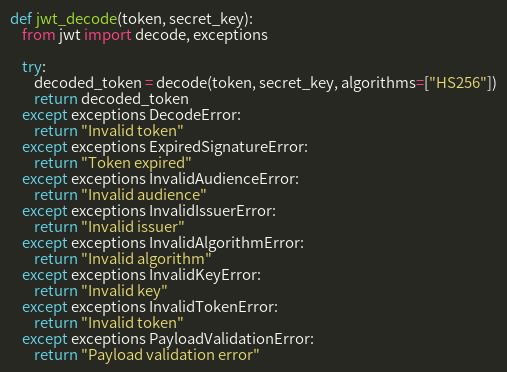 def jwt_decode(token, secret_key):
    from jwt import decode, exceptions

    try:
        decoded_token = decode(token, secret_key, algorithms=["HS256"])
        return decoded_token
    except exceptions DecodeError:
        return "Invalid token"
    except exceptions ExpiredSignatureError:
        return "Token expired"
    except exceptions InvalidAudienceError:
        return "Invalid audience"
    except exceptions InvalidIssuerError:
        return "Invalid issuer"
    except exceptions InvalidAlgorithmError:
        return "Invalid algorithm"
    except exceptions InvalidKeyError:
        return "Invalid key"
    except exceptions InvalidTokenError:
        return "Invalid token"
    except exceptions PayloadValidationError:
        return "Payload validation error"